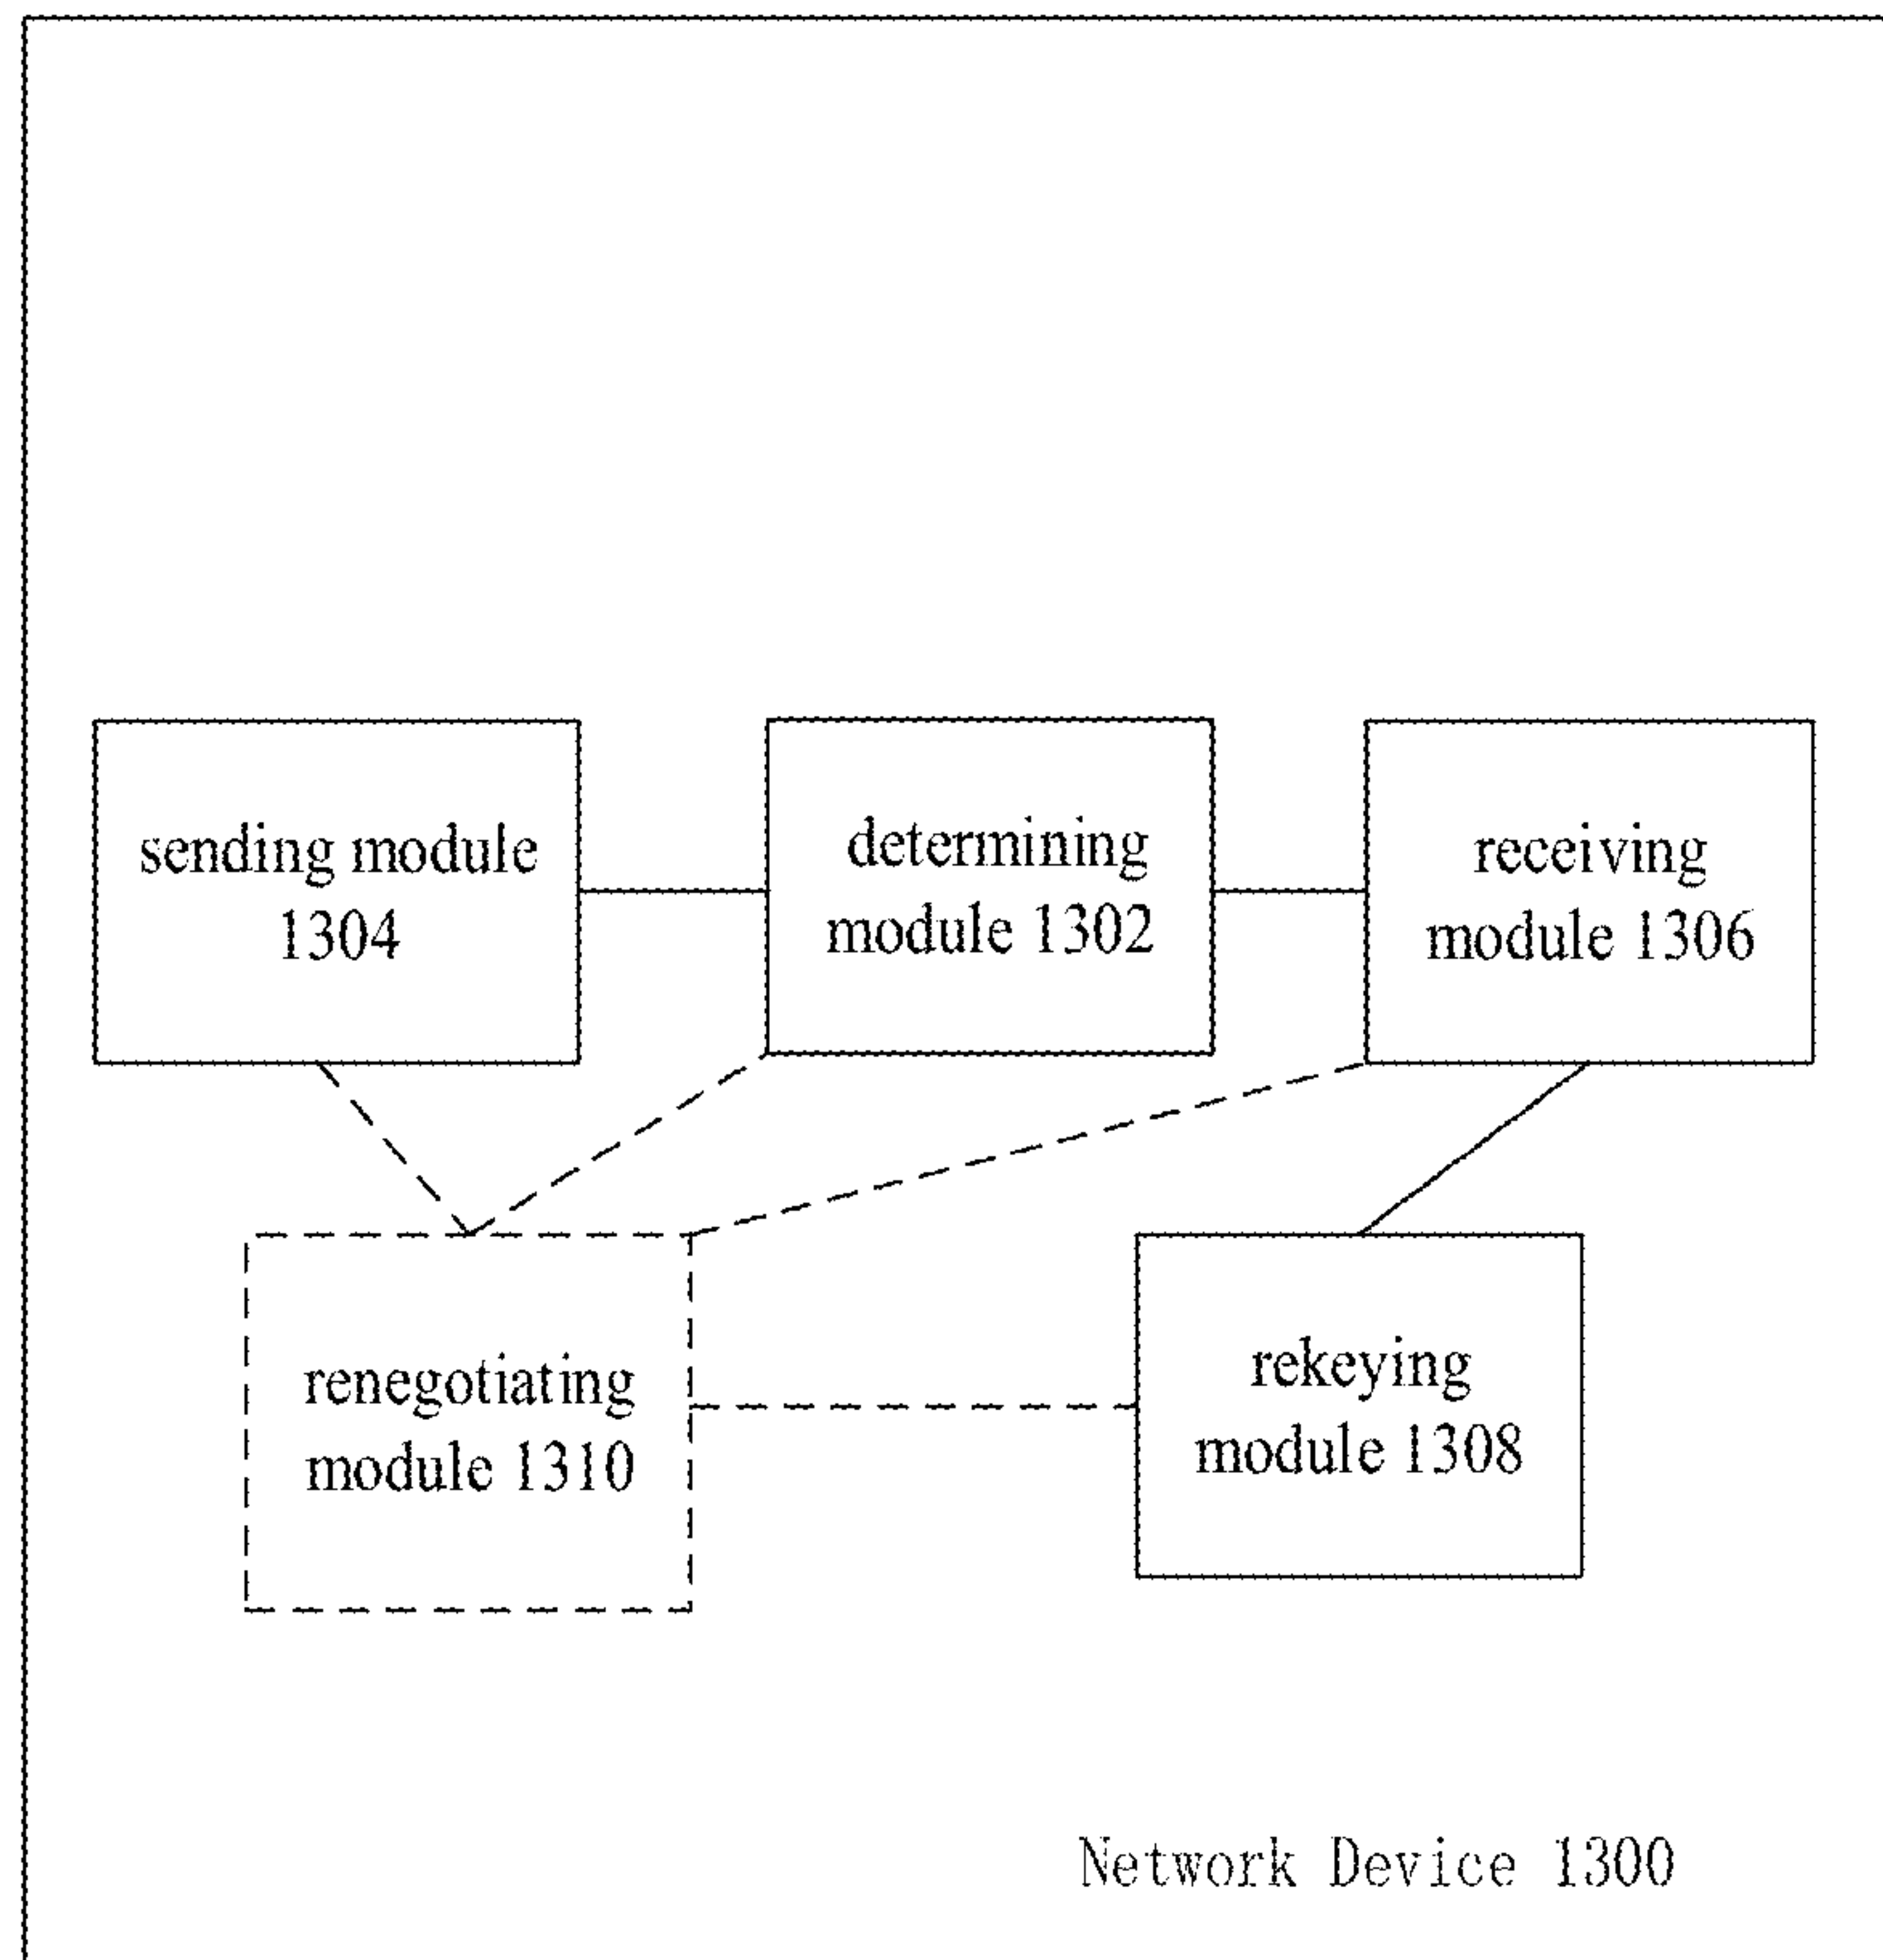 sending module
1304
determining
module 1302
receiving
module 1306
renegotiating
module 1310
rekeying
module 1308
Network Device 1300